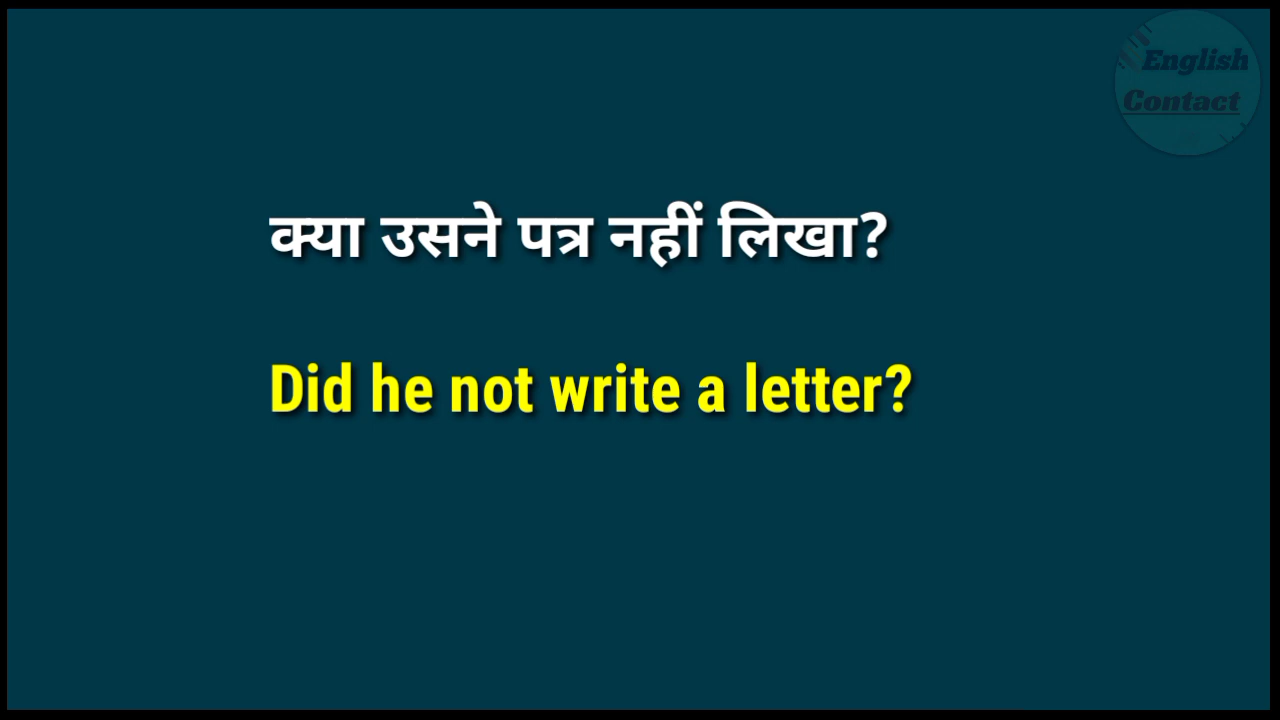 English
Contact
क्या उसने पत्र नहीं लिखा?
Did he not write a letter?